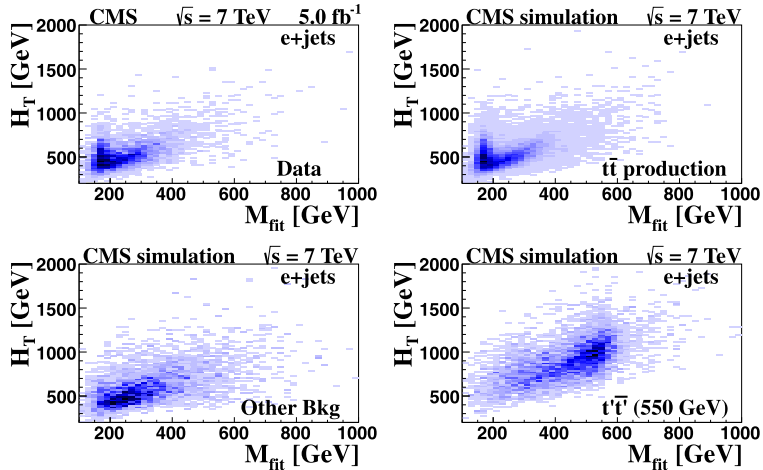 CMS √s = 7 TeV 5.0 fb⁻¹
e+jets
H_T [GeV]
2000
1500
1000
500
Data
200 400 600 800 1000
M_fit [GeV]
CMS simulation √s = 7 TeV
e+jets
H_T [GeV]
2000
1500
1000
500
tt̅ production
200 400 600 800 1000
M_fit [GeV]
CMS simulation √s = 7 TeV
e+jets
H_T [GeV]
2000
1500
1000
500
Other Bkg
200 400 600 800 1000
M_fit [GeV]
CMS simulation √s = 7 TeV
e+jets
H_T [GeV]
2000
1500
1000
500
t't̅' (550 GeV)
200 400 600 800 1000
M_fit [GeV]